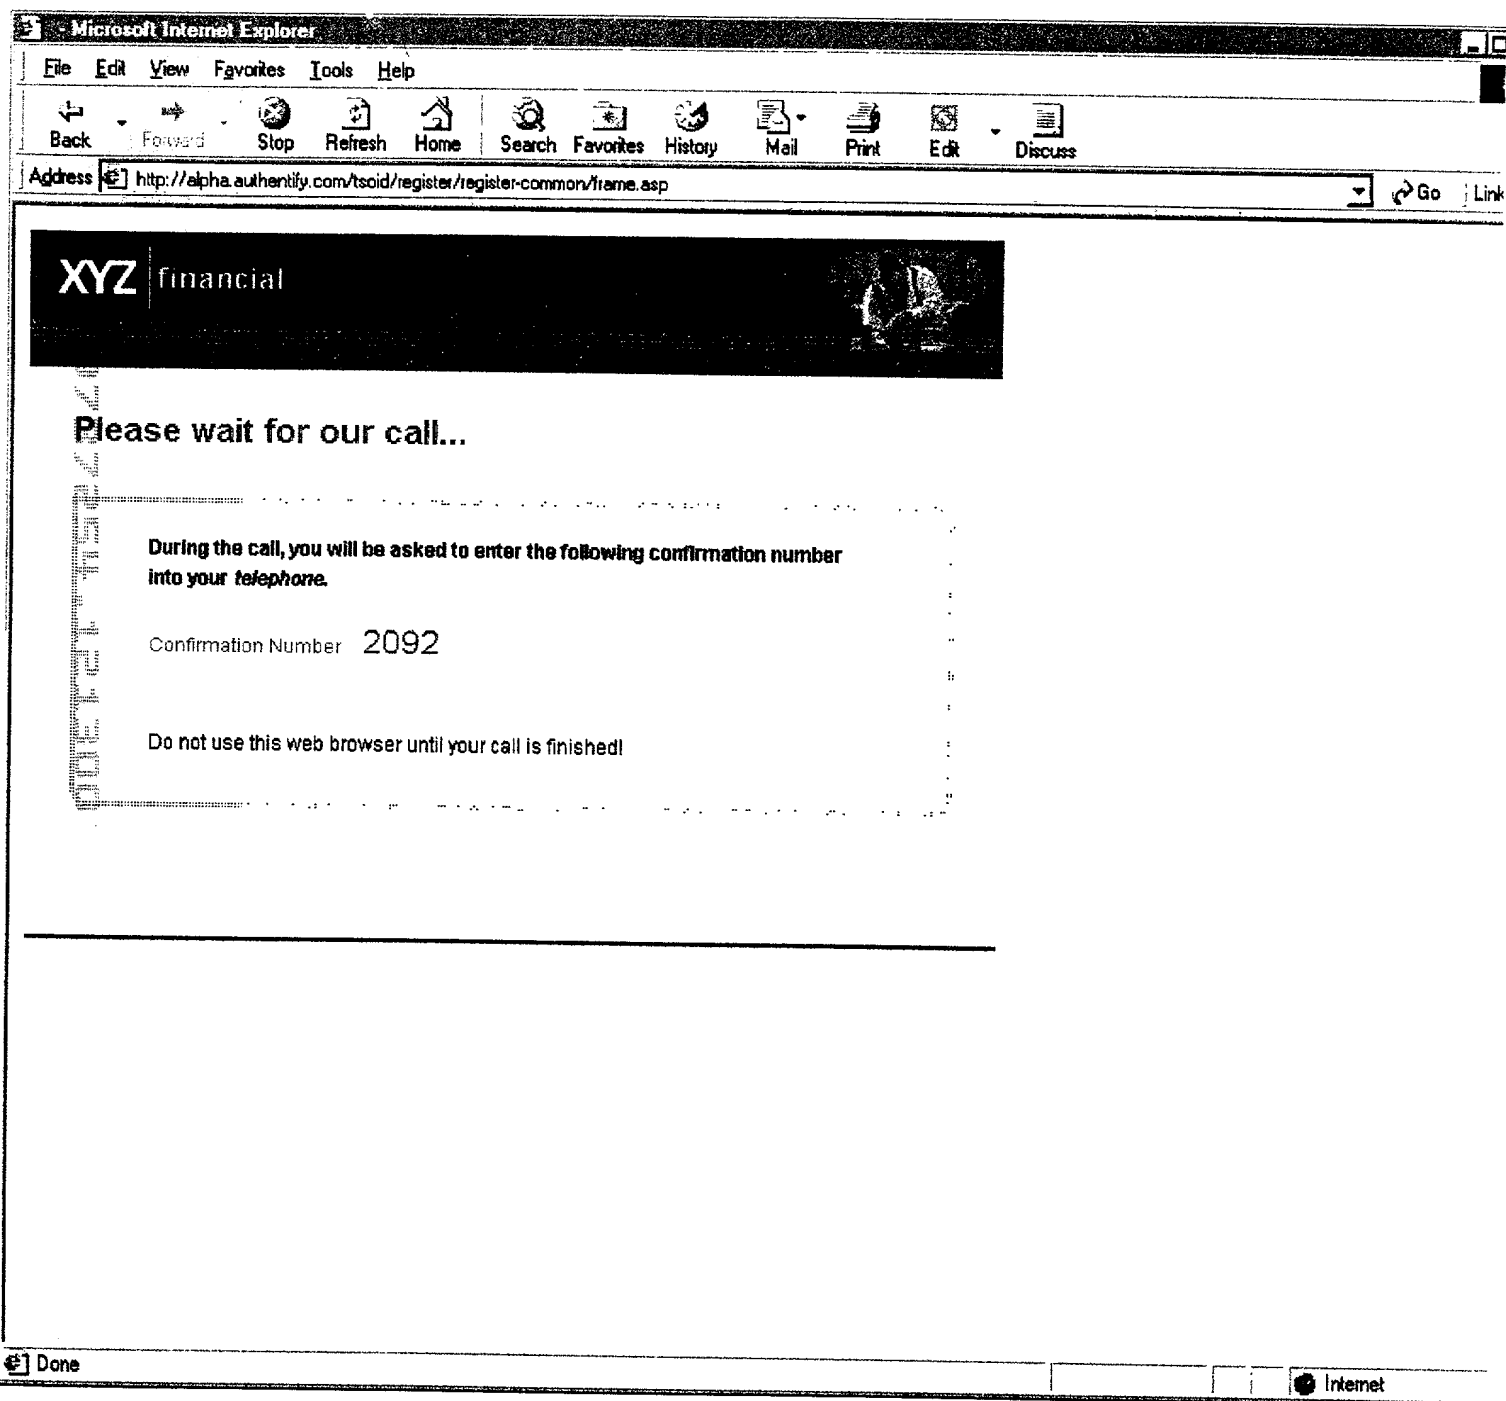 - Microsoft Internet Explorer
File Edit View Favorites Tools Help
Back Forward Stop Refresh Home Search Favorites History Mail Print Edit Discuss
Address http://alpha.authentify.com/tsoid/register/register-common/frame.asp Go Link
XYZ financial
Please wait for our call...
During the call, you will be asked to enter the following confirmation number
into your telephone.
Confirmation Number 2092
Do not use this web browser until your call is finished!
Done Internet